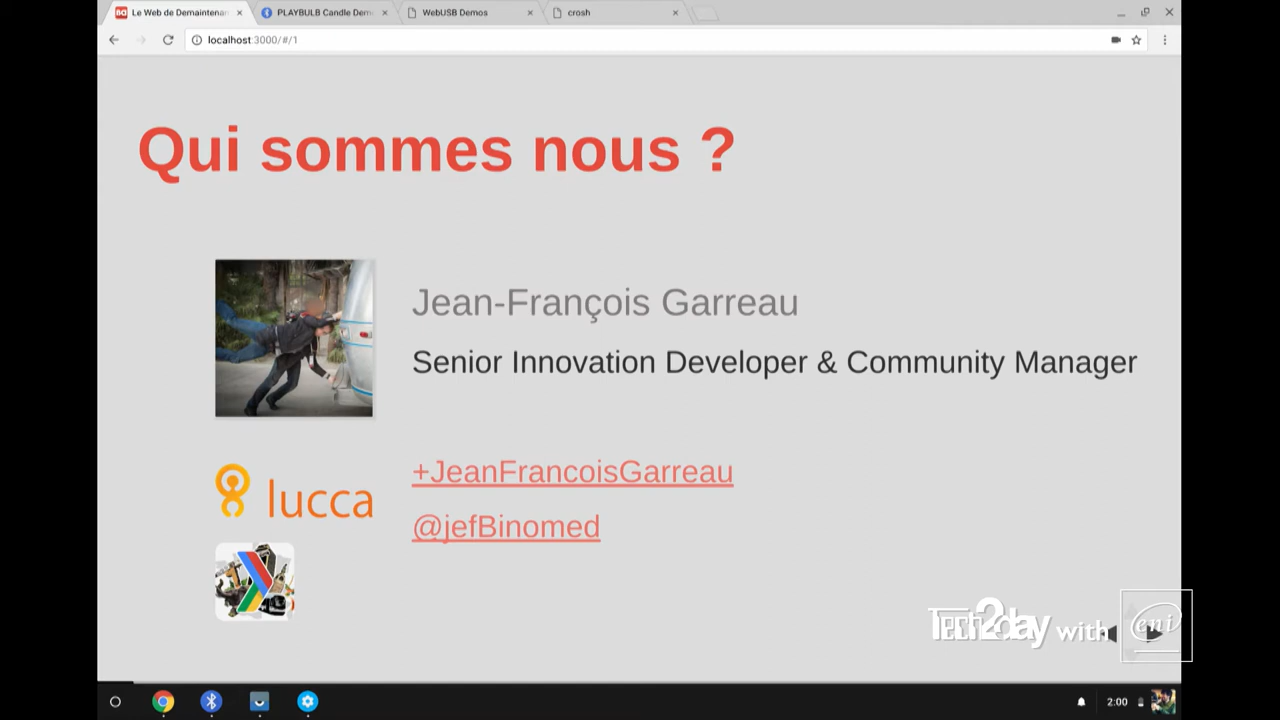 Le Web de Demaintenan
PLAYBULB Candle Dem
WebUSB Demos
crosh
localhost:3000/#/1
Qui sommes nous ?
Jean-François Garreau
Senior Innovation Developer & Community Manager
lucca
+JeanFrancoisGarreau
@jefBinomed
Tech2day with eni
2:00